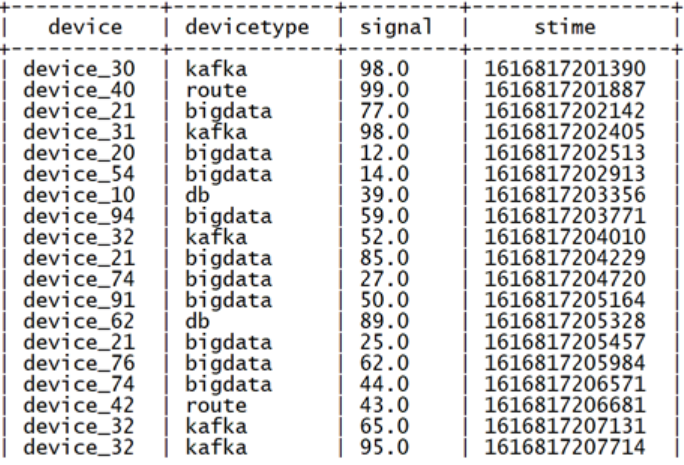 +-----------+-----------+-------+-------------+
| device | devicetype | signal | stime |
+-----------+-----------+-------+-------------+
| device_30 | kafka | 98.0 | 1616817201390 |
| device_40 | route | 99.0 | 1616817201887 |
| device_21 | bigdata | 77.0 | 1616817202142 |
| device_31 | kafka | 98.0 | 1616817202405 |
| device_20 | bigdata | 12.0 | 1616817202513 |
| device_54 | bigdata | 14.0 | 1616817202913 |
| device_10 | db | 39.0 | 1616817203356 |
| device_94 | bigdata | 59.0 | 1616817203771 |
| device_32 | kafka | 52.0 | 1616817204010 |
| device_21 | bigdata | 85.0 | 1616817204229 |
| device_74 | bigdata | 27.0 | 1616817204720 |
| device_91 | bigdata | 50.0 | 1616817205164 |
| device_62 | db | 89.0 | 1616817205328 |
| device_21 | bigdata | 25.0 | 1616817205457 |
| device_76 | bigdata | 62.0 | 1616817205984 |
| device_74 | bigdata | 44.0 | 1616817206571 |
| device_42 | route | 43.0 | 1616817206681 |
| device_32 | kafka | 65.0 | 1616817207131 |
| device_32 | kafka | 95.0 | 1616817207714 |